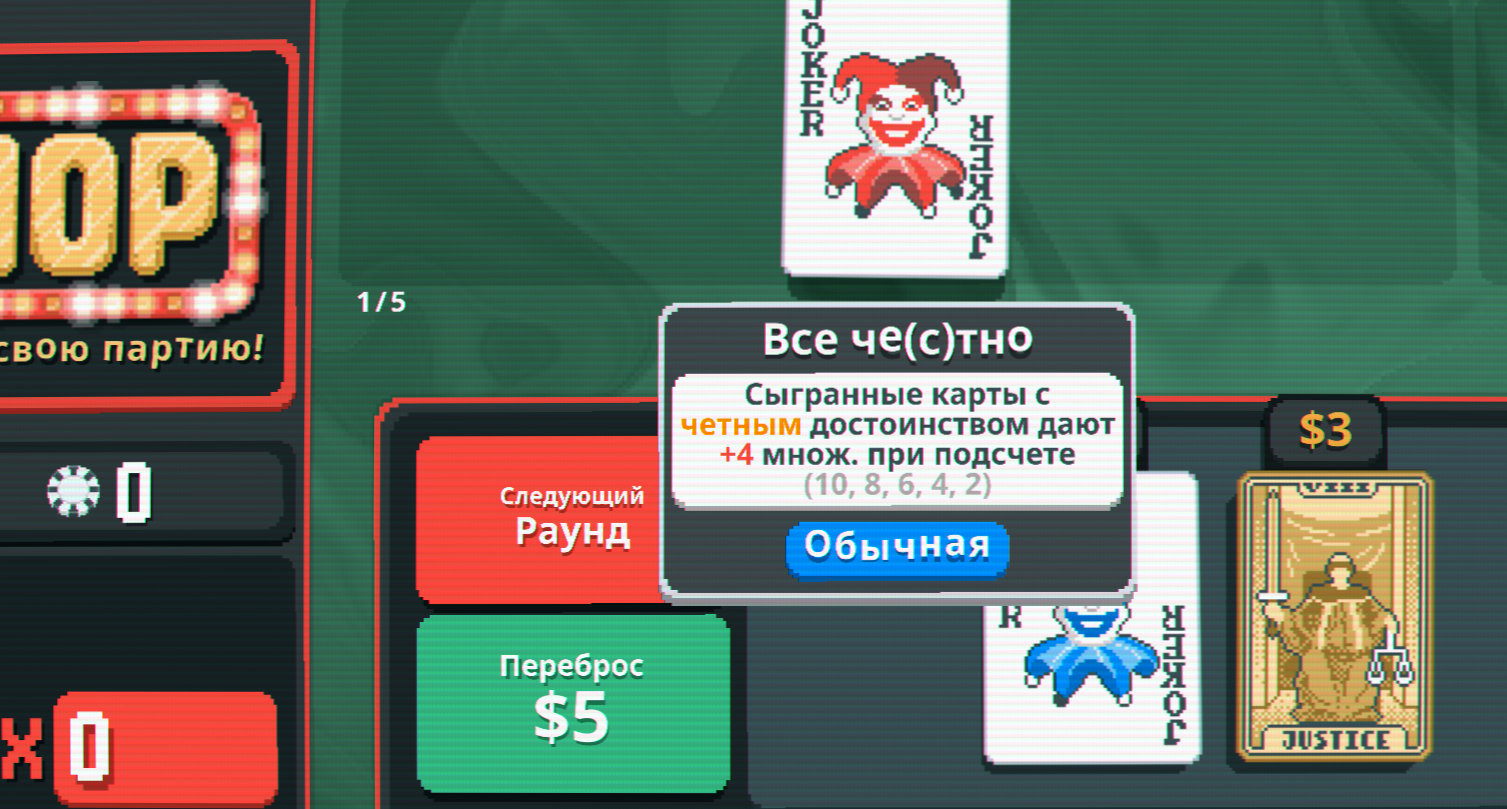 JOKER
JOKER
НОР
свою партию!
1/5
Все че(с)тно
Сыгранные карты с
четным достоинством дают
+4 множ. при подсчете
(10, 8, 6, 4, 2)
Обычная
$3
0
Следующий
Раунд
Переброс
$5
X 0
R
JOKER
VIII
JUSTICE